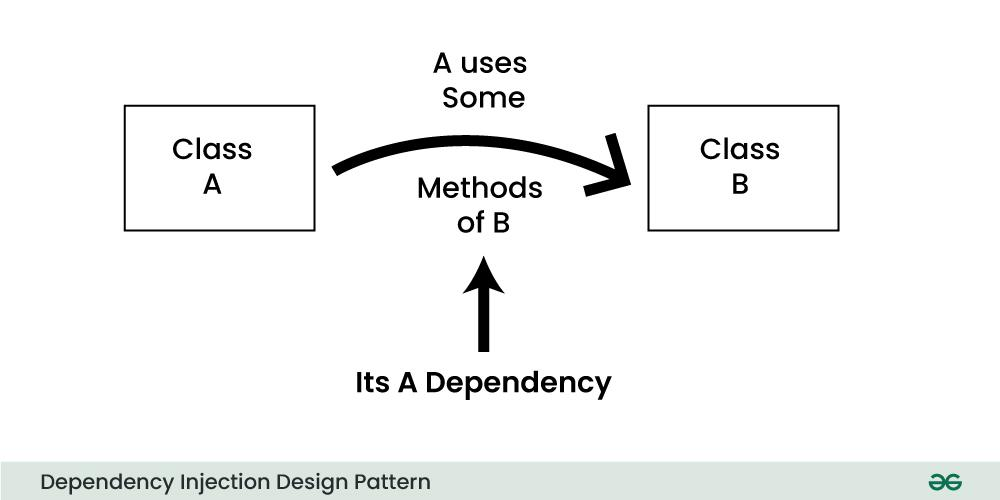 A uses
Some
Class
A
Methods
of B
Class
B
Its A Dependency
Dependency Injection Design Pattern